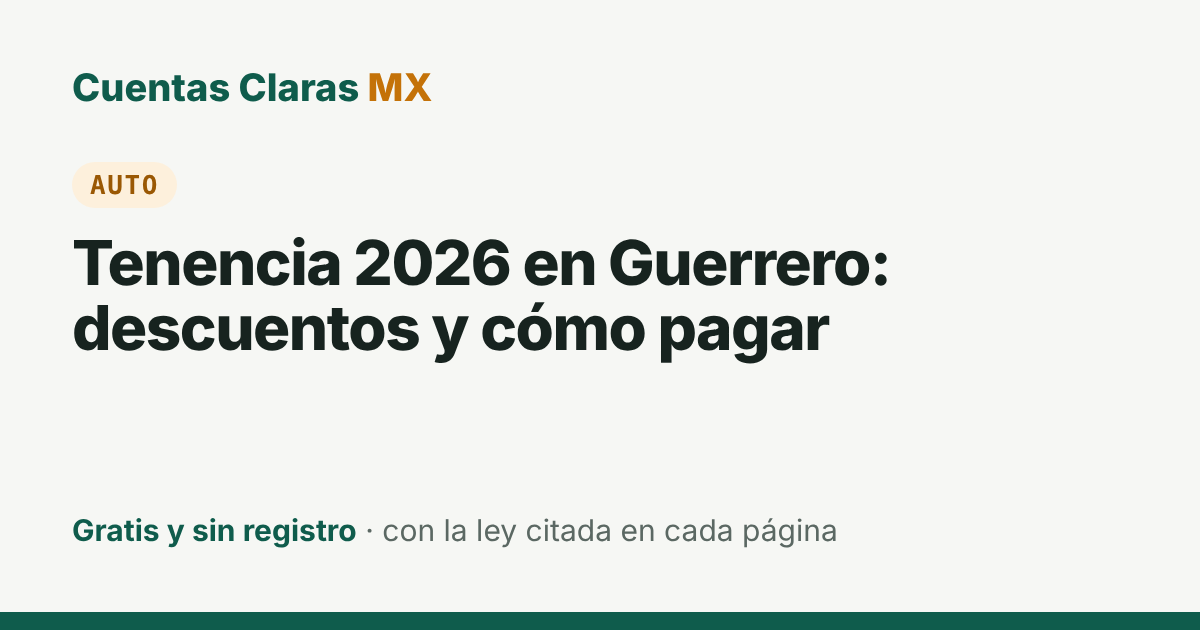 Cuentas Claras MX
AUTO
Tenencia 2026 en Guerrero:
descuentos y cómo pagar
Gratis y sin registro · con la ley citada en cada página